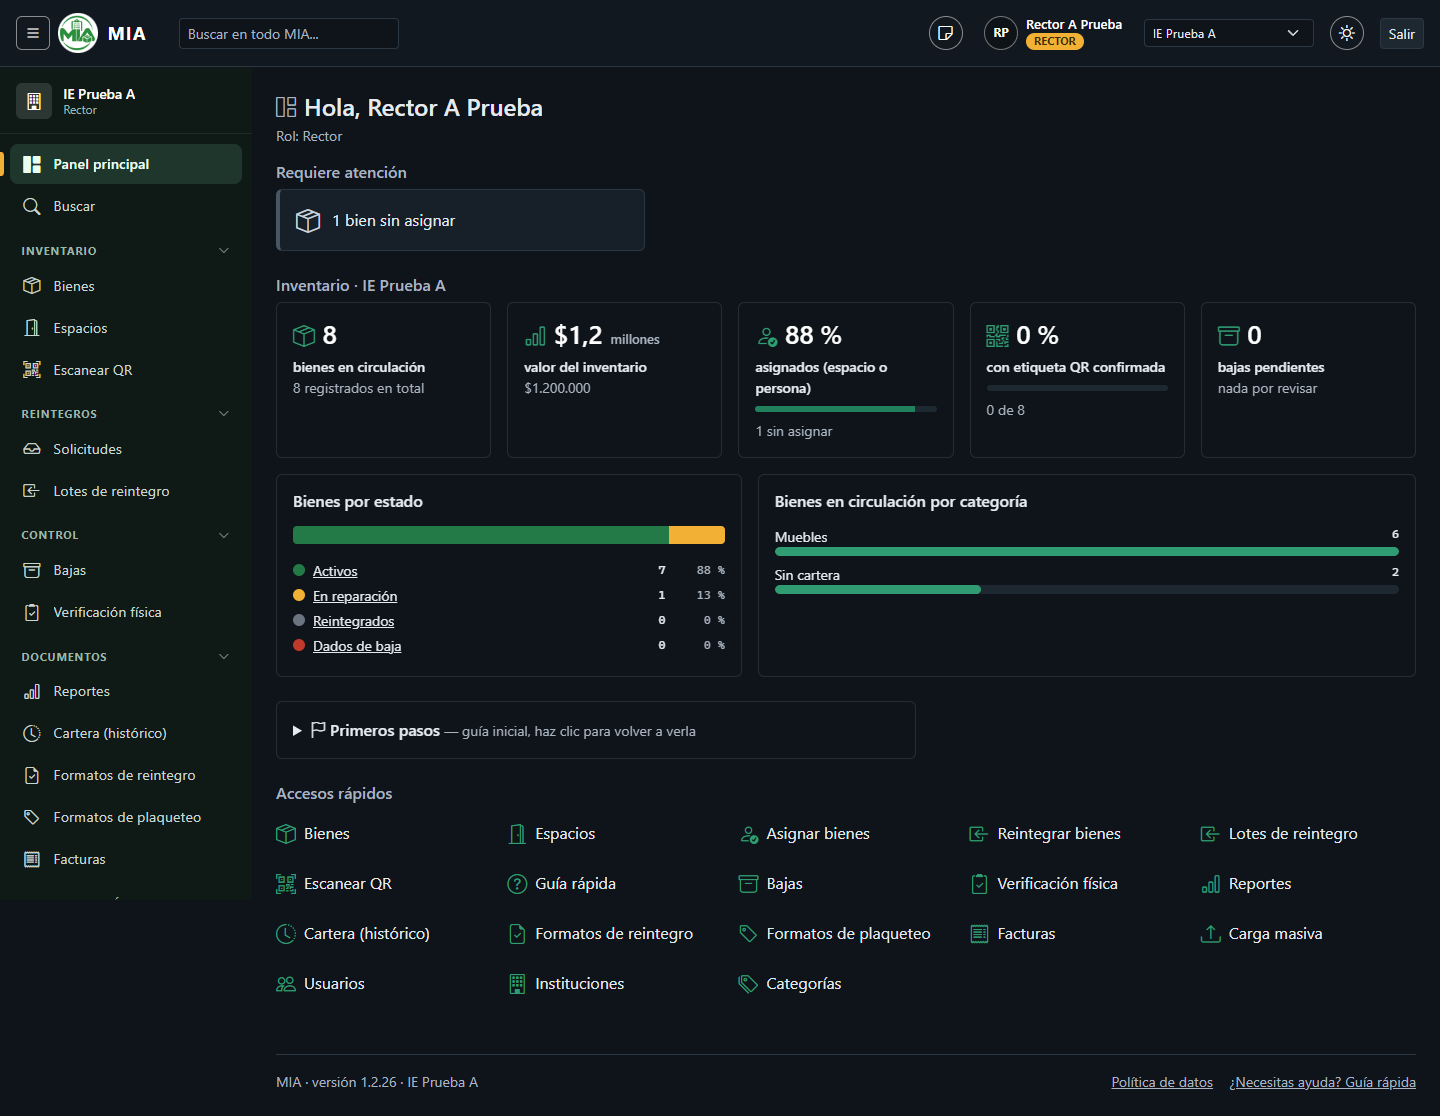 MIA
MIA
Buscar en todo MIA...
RP
Rector A Prueba
RECTOR
IE Prueba A
Salir
IE Prueba A
Rector
Panel principal
Buscar
INVENTARIO
Bienes
Espacios
Escanear QR
REINTEGROS
Solicitudes
Lotes de reintegro
CONTROL
Bajas
Verificación física
DOCUMENTOS
Reportes
Cartera (histórico)
Formatos de reintegro
Formatos de plaqueteo
Facturas
Hola, Rector A Prueba
Rol: Rector
Requiere atención
1 bien sin asignar
Inventario · IE Prueba A
8
bienes en circulación
8 registrados en total
$1,2 millones
valor del inventario
$1.200.000
88 %
asignados (espacio o
persona)
1 sin asignar
0 %
con etiqueta QR confirmada
0 de 8
0
bajas pendientes
nada por revisar
Bienes por estado
Activos 7 88 %
En reparación 1 13 %
Reintegrados 0 0 %
Dados de baja 0 0 %
Bienes en circulación por categoría
Muebles 6
Sin cartera 2
Primeros pasos — guía inicial, haz clic para volver a verla
Accesos rápidos
Bienes
Espacios
Asignar bienes
Reintegrar bienes
Lotes de reintegro
Escanear QR
Guía rápida
Bajas
Verificación física
Reportes
Cartera (histórico)
Formatos de reintegro
Formatos de plaqueteo
Facturas
Carga masiva
Usuarios
Instituciones
Categorías
MIA · versión 1.2.26 · IE Prueba A
Política de datos
¿Necesitas ayuda? Guía rápida